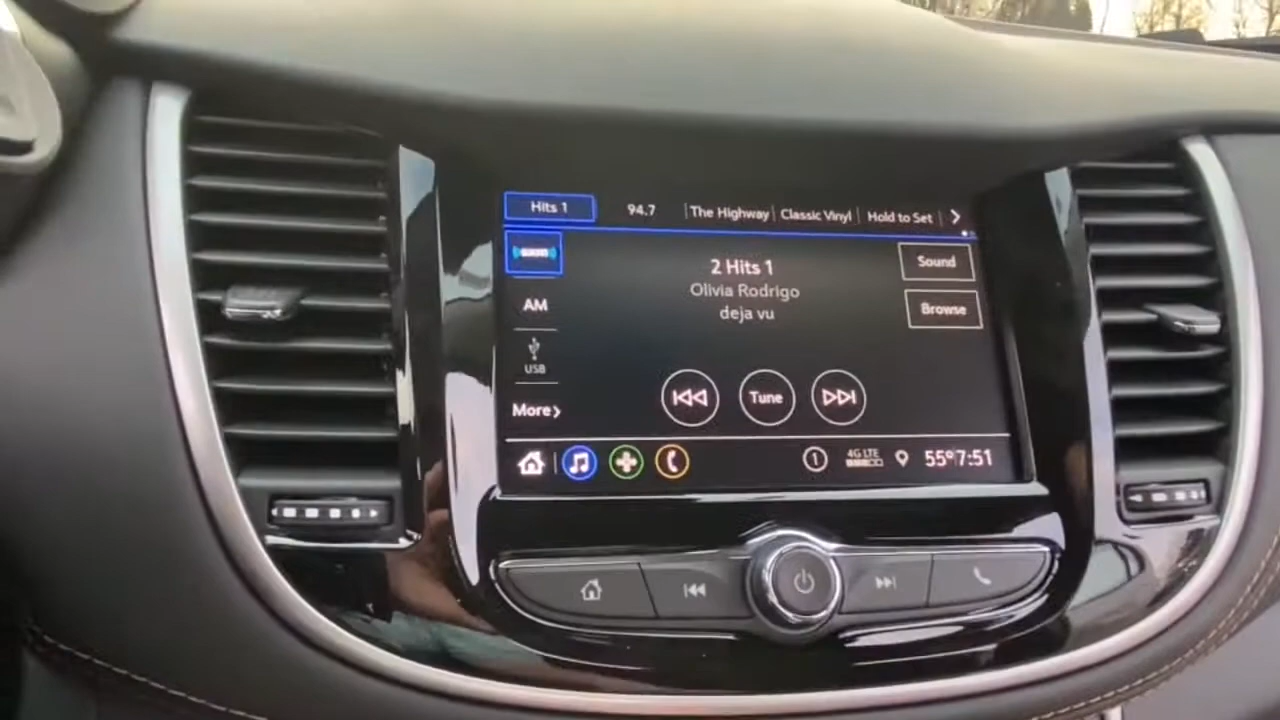 Hits 1 94.7 The Highway Classic Vinyl Hold to Set
2 Hits 1
Olivia Rodrigo
deja vu
Sound
Browse
AM
USB
More
Tune
1 4G LTE 55° 7:51